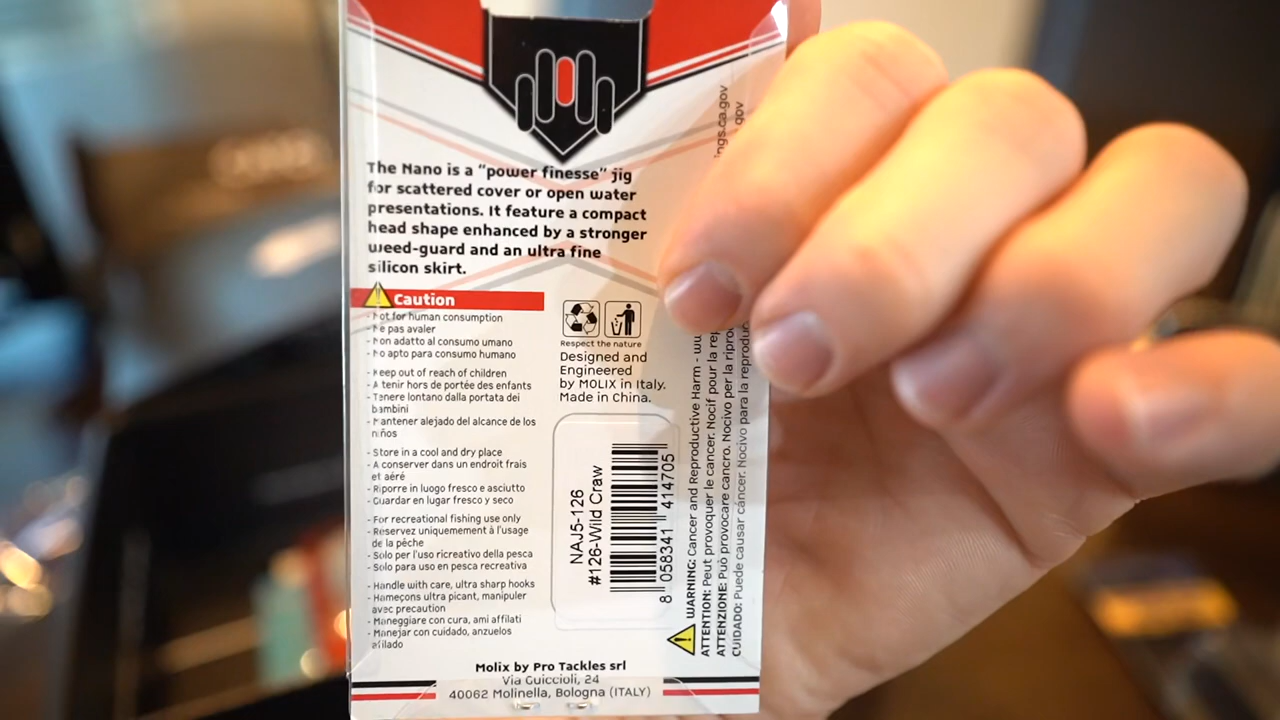 The Nano is a “power finesse” jig
for scattered cover or open water
presentations. It feature a compact
head shape enhanced by a stronger
weed-guard and an ultra fine
silicon skirt.
Caution
- Not for human consumption
- Ne pas avaler
- Non adatto al consumo umano
- No apto para consumo humano
- Keep out of reach of children
- A tenir hors de portée des enfants
- Tenere lontano dalla portata dei
bambini
- Mantener alejado del alcance de los
niños
- Store in a cool and dry place
- A conserver dans un endroit frais
et aéré
- Riporre in luogo fresco e asciutto
- Guardar en lugar fresco y seco
- For recreational fishing use only
- Réservez uniquemement à l'usage
de la pêche
- Solo per l'uso ricreativo della pesca
- Solo para uso en pesca recreativa
- Handle with care, ultra sharp hooks
- Hameçons ultra picant, manipuler
avec precaution
- Maneggiare con cura, ami affilati
- Manejar con cuidado, anzuelos
afilado
Respect the nature
Designed and
Engineered
by MOLIX in Italy.
Made in China.
NAJ5-126
#126-Wild Craw
8 058341 414705
WARNING: Cancer and Reproductive Harm - ngs.ca.gov
ATTENTION: Peut provoquer le cancer. Nocif pour la gov
ATTENZIONE: Può provocare cancro. Nocivo per la
CUIDADO: Puede causar cáncer. Nocivo para la
Molix by Pro Tackles srl
Via Guiccioli, 24
40062 Molinella, Bologna (ITALY)